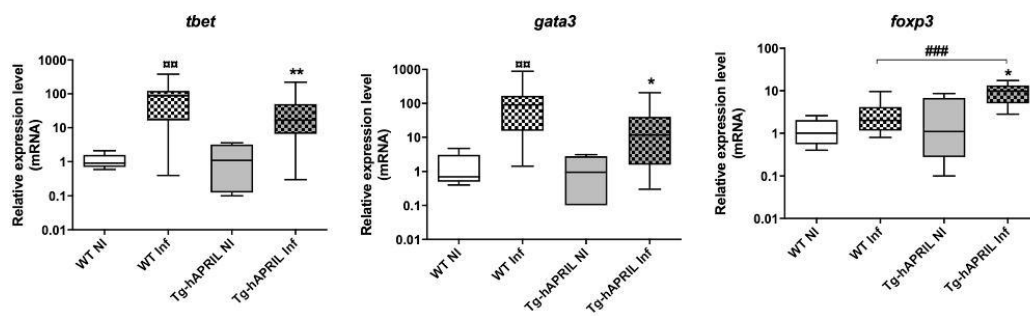 tbet
Relative expression level
(mRNA)
1000
100
10
1
0.1
0.01
¤¤
**
WT NI
WT Inf
Tg-hAPRIL NI
Tg-hAPRIL Inf
gata3
Relative expression level
(mRNA)
1000
100
10
1
0.1
0.01
¤¤
*
WT NI
WT Inf
Tg-hAPRIL NI
Tg-hAPRIL Inf
foxp3
Relative expression level
(mRNA)
100
10
1
0.1
0.01
###
*
WT NI
WT Inf
Tg-hAPRIL NI
Tg-hAPRIL Inf